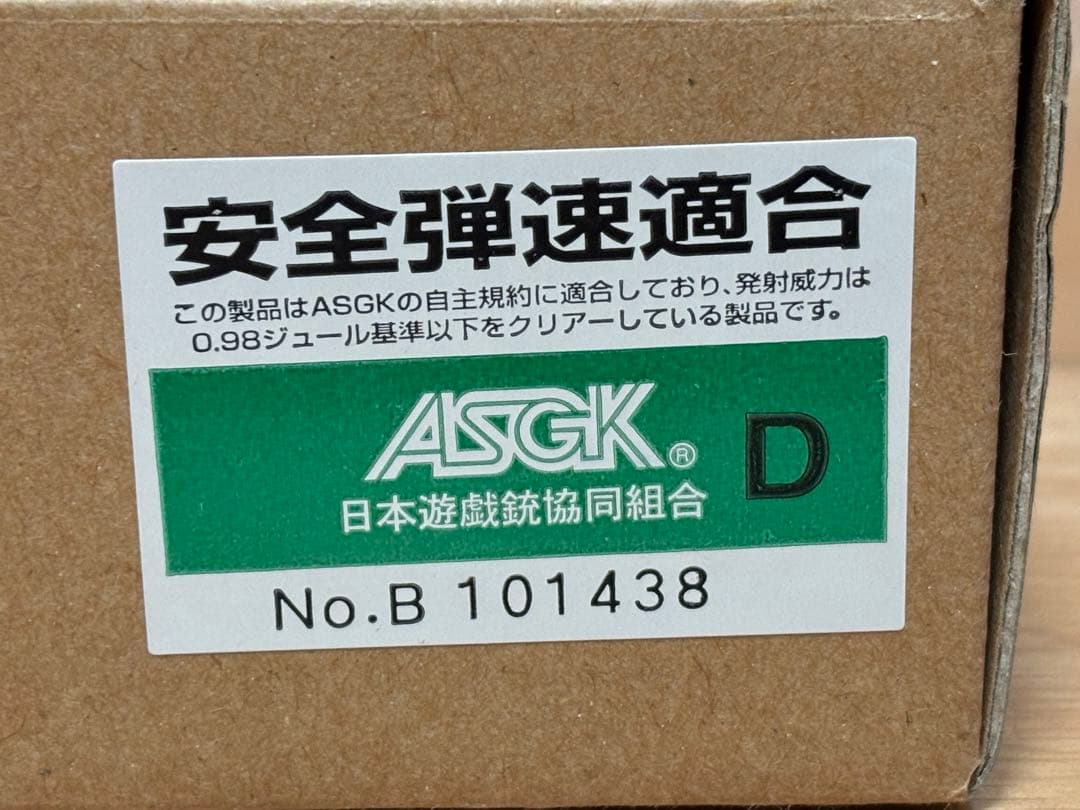 安全弾速適合
この製品はASGKの自主規約に適合しており、発射威力は
0.98ジュール基準以下をクリアーしている製品です。
ASGK® D
日本遊戯銃協同組合
No.B 101438